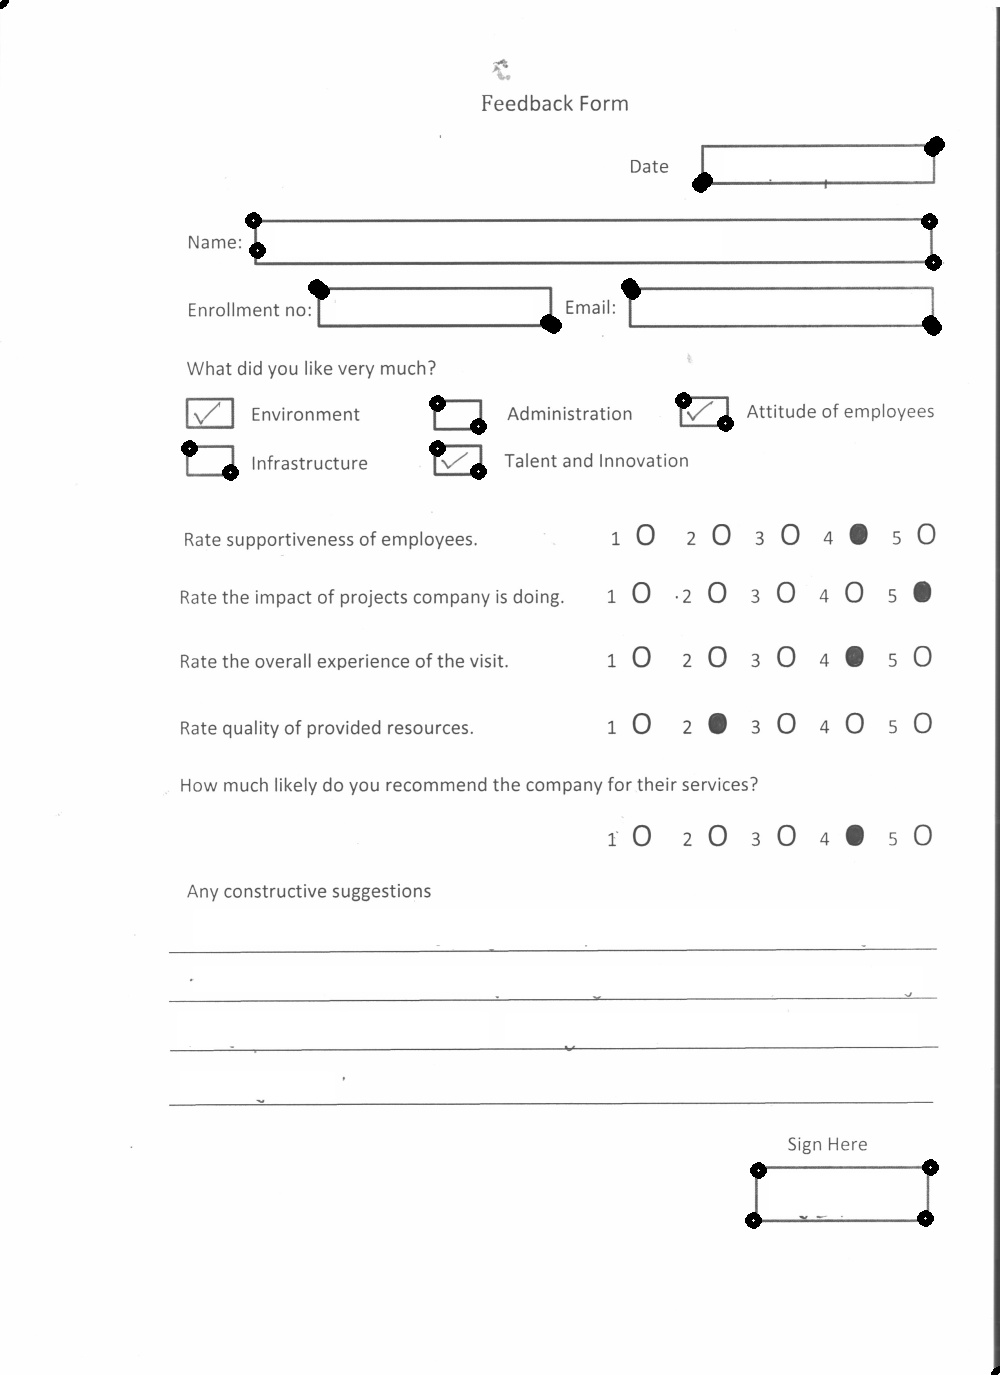 Feedback Form
Date
Name:
Enrollment no: Email:
What did you like very much?
Environment Administration Attitude of employees
Infrastructure Talent and Innovation
Rate supportiveness of employees. 1 2 3 4 5
Rate the impact of projects company is doing. 1 2 3 4 5
Rate the overall experience of the visit. 1 2 3 4 5
Rate quality of provided resources. 1 2 3 4 5
How much likely do you recommend the company for their services?
1 2 3 4 5
Any constructive suggestions
Sign Here